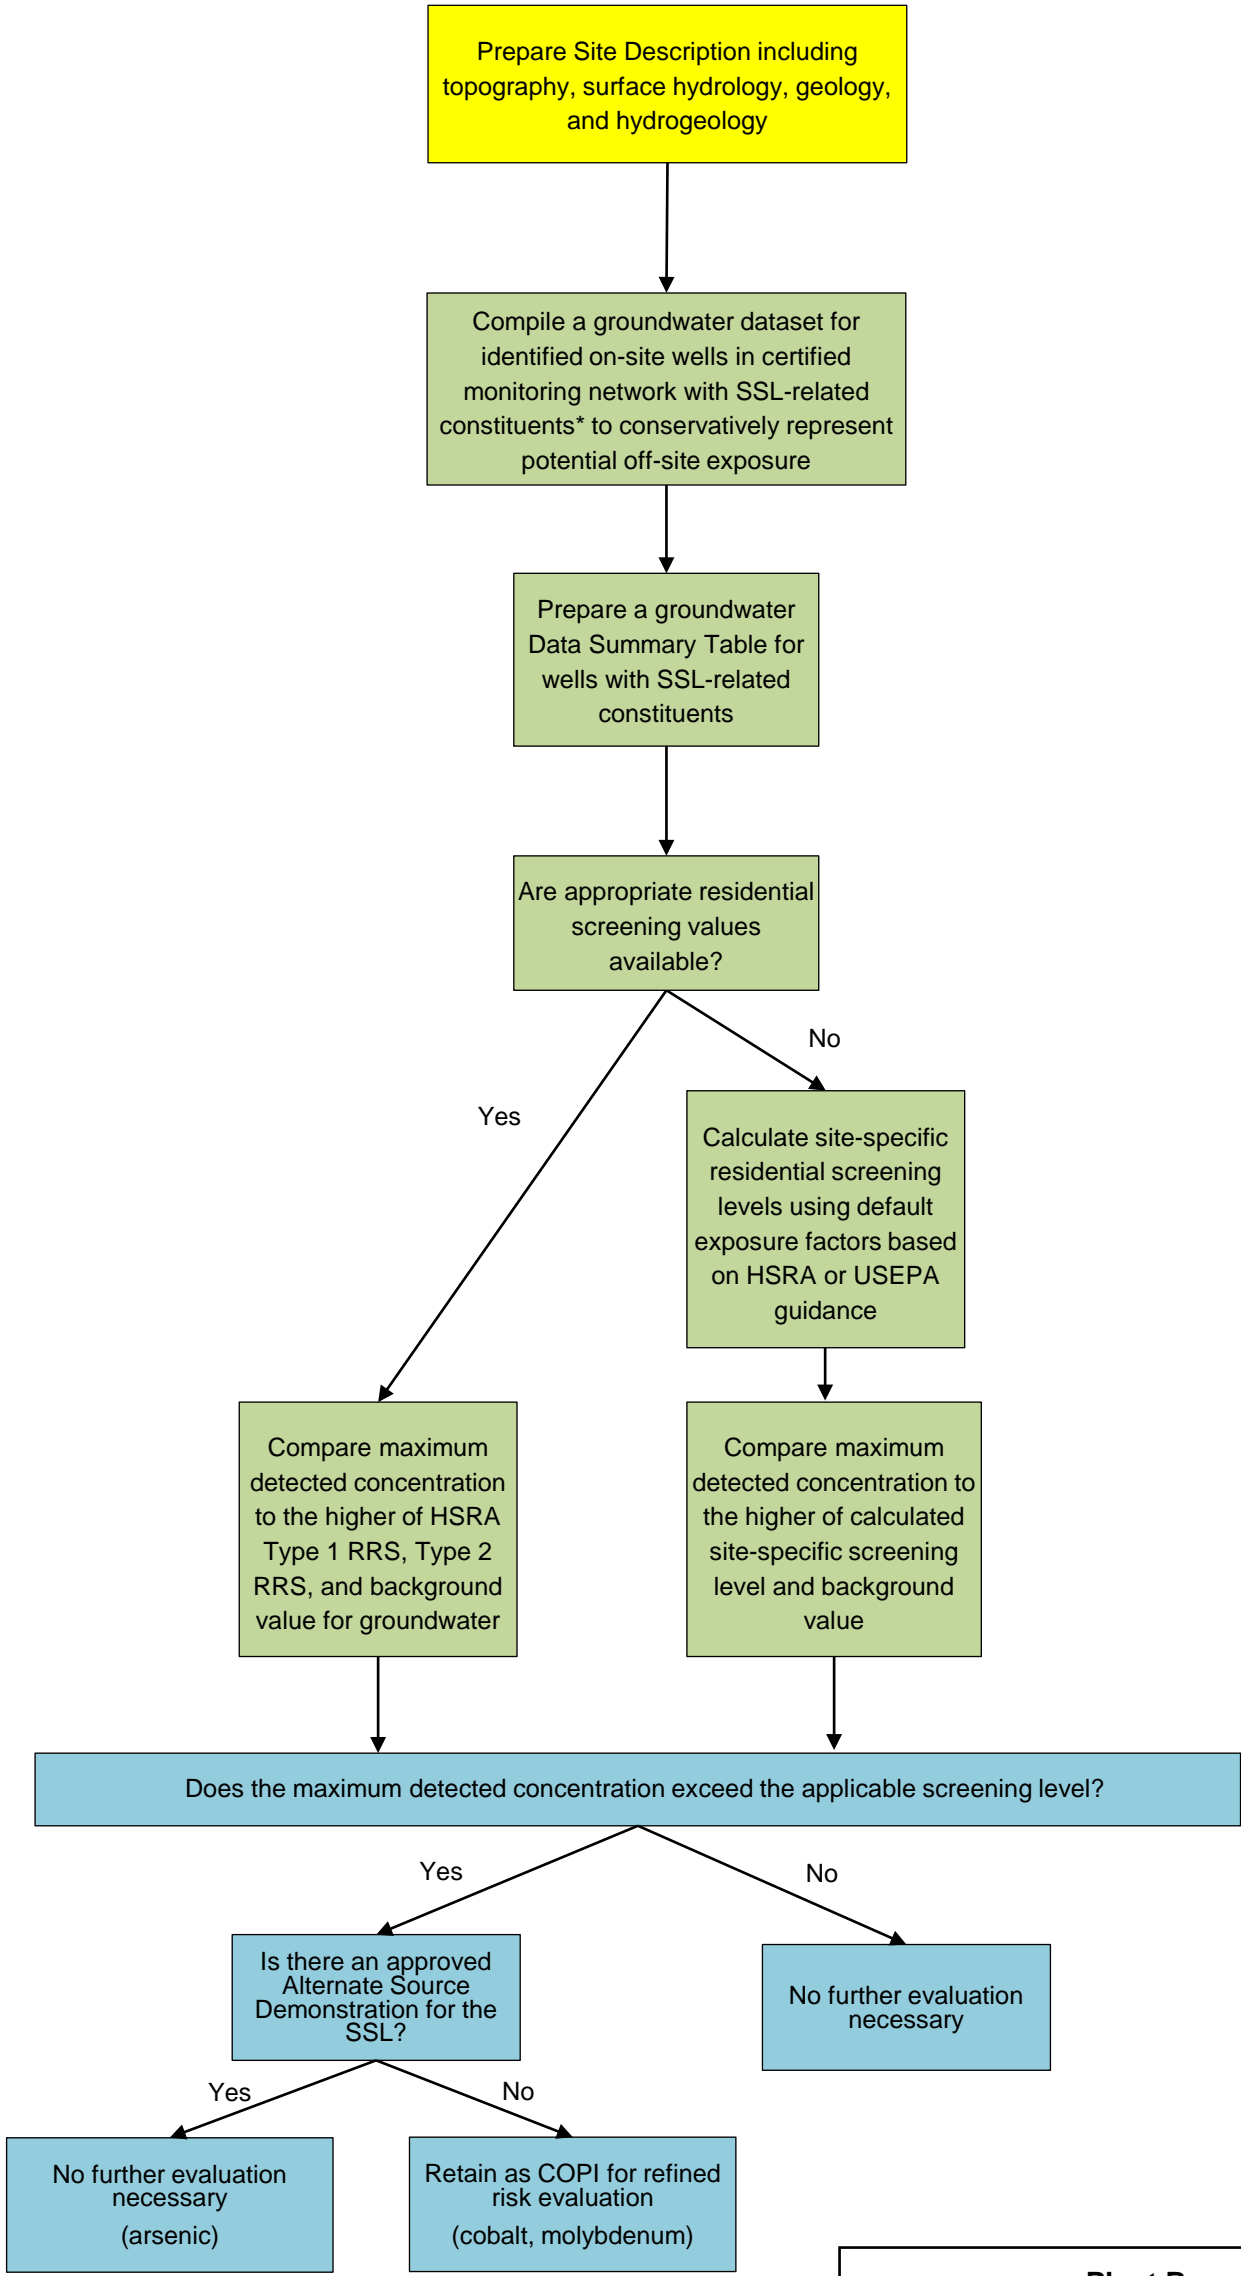 Prepare Site Description including
topography, surface hydrology, geology,
and hydrogeology
Compile a groundwater dataset for
identified on-site wells in certified
monitoring network with SSL-related
constituents* to conservatively represent
potential off-site exposure
Prepare a groundwater
Data Summary Table for
wells with SSL-related
constituents
Are appropriate residential
screening values
available?
No
Yes
Calculate site-specific
residential screening
levels using default
exposure factors based
on HSRA or USEPA
guidance
Compare maximum
detected concentration
to the higher of HSRA
Type 1 RRS, Type 2
RRS, and background
value for groundwater
Compare maximum
detected concentration to
the higher of calculated
site-specific screening
level and background
value
Does the maximum detected concentration exceed the applicable screening level?
Yes
No
Is there an approved
Alternate Source
Demonstration for the
SSL?
No further evaluation
necessary
Yes
No
No further evaluation
necessary
(arsenic)
Retain as COPI for refined
risk evaluation
(cobalt, molybdenum)